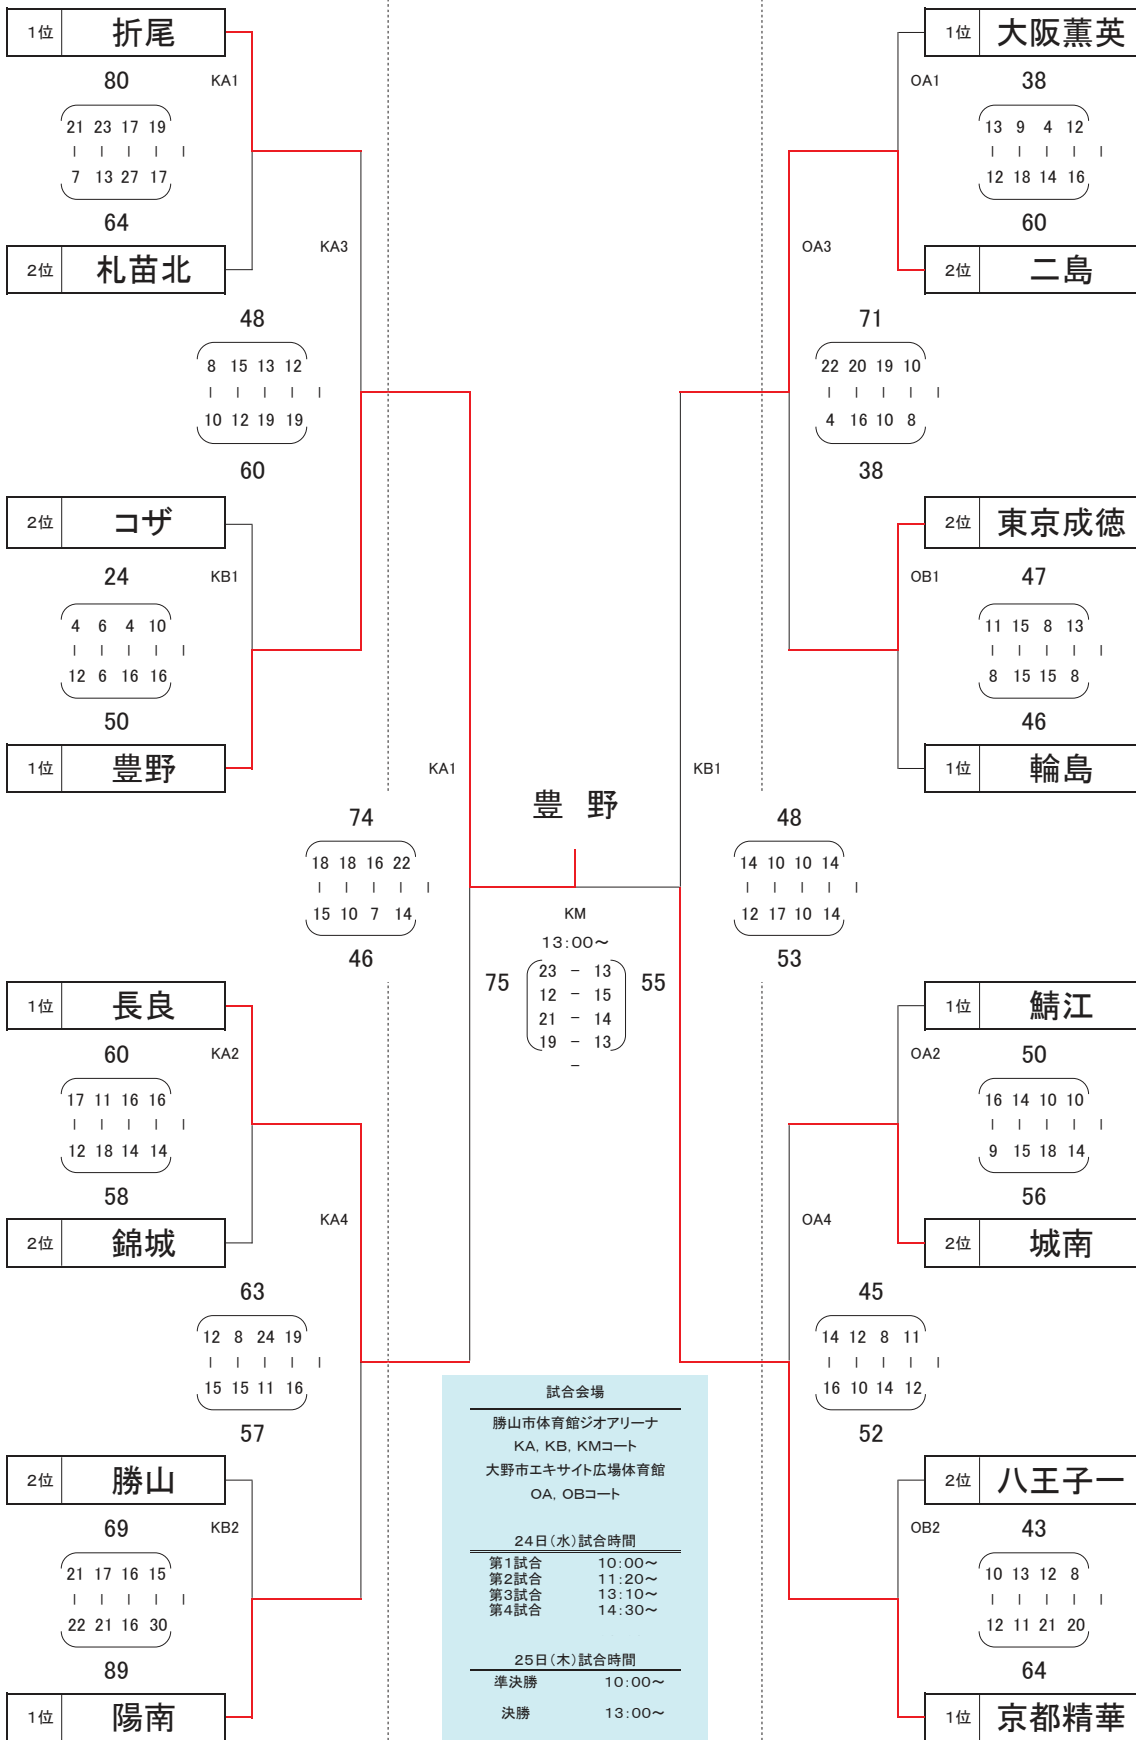 1位 折尾
80 KA1
21 23 17 19
| | | | |
7 13 27 17
64
2位 札苗北
KA3
48
8 15 13 12
| | | | |
10 12 19 19
60
2位 コザ
24 KB1
4 6 4 10
| | | | |
12 6 16 16
50
1位 豊野
KA1
74
18 18 16 22
| | | | |
15 10 7 14
46
1位 長良
60 KA2
17 11 16 16
| | | | |
12 18 14 14
58
2位 錦城
KA4
63
12 8 24 19
| | | | |
15 15 11 16
57
2位 勝山
69 KB2
21 17 16 15
| | | | |
22 21 16 30
89
1位 陽南
豊 野
KM
13:00～
75 55
23 - 13
12 - 15
21 - 14
19 - 13
-
試合会場
勝山市体育館ジオアリーナ
KA, KB, KMコート
大野市エキサイト広場体育館
OA, OBコート
24日(水)試合時間
第1試合 10:00～
第2試合 11:20～
第3試合 13:10～
第4試合 14:30～
25日(木)試合時間
準決勝 10:00～
決勝 13:00～
1位 大阪薫英
OA1 38
13 9 4 12
| | | | |
12 18 14 16
60
2位 二島
OA3
71
22 20 19 10
| | | | |
4 16 10 8
38
2位 東京成徳
OB1 47
11 15 8 13
| | | | |
8 15 15 8
46
1位 輪島
KB1
48
14 10 10 14
| | | | |
12 17 10 14
53
1位 鯖江
OA2 50
16 14 10 10
| | | | |
9 15 18 14
56
2位 城南
OA4
45
14 12 8 11
| | | | |
16 10 14 12
52
2位 八王子一
OB2 43
10 13 12 8
| | | | |
12 11 21 20
64
1位 京都精華